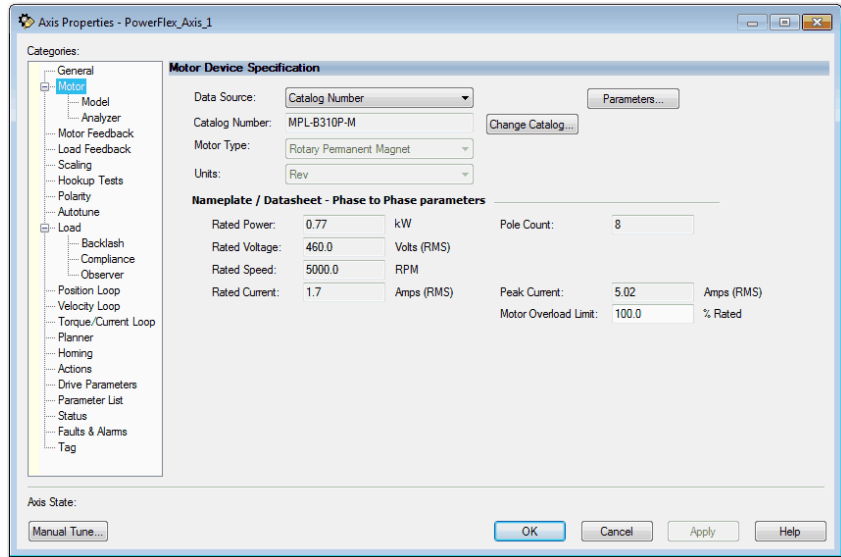 Axis Properties - PowerFlex_Axis_1
Categories:
General
Motor
Model
Analyzer
Motor Feedback
Load Feedback
Scaling
Hookup Tests
Polarity
Autotune
Load
Backlash
Compliance
Observer
Position Loop
Velocity Loop
Torque/Current Loop
Planner
Homing
Actions
Drive Parameters
Parameter List
Status
Faults & Alarms
Tag
Motor Device Specification
Data Source: Catalog Number Parameters...
Catalog Number: MPL-B310P-M Change Catalog...
Motor Type: Rotary Permanent Magnet
Units: Rev
Nameplate / Datasheet - Phase to Phase parameters
Rated Power: 0.77 kW Pole Count: 8
Rated Voltage: 460.0 Volts (RMS)
Rated Speed: 5000.0 RPM
Rated Current: 1.7 Amps (RMS) Peak Current: 5.02 Amps (RMS)
Motor Overload Limit: 100.0 % Rated
Axis State:
Manual Tune... OK Cancel Apply Help